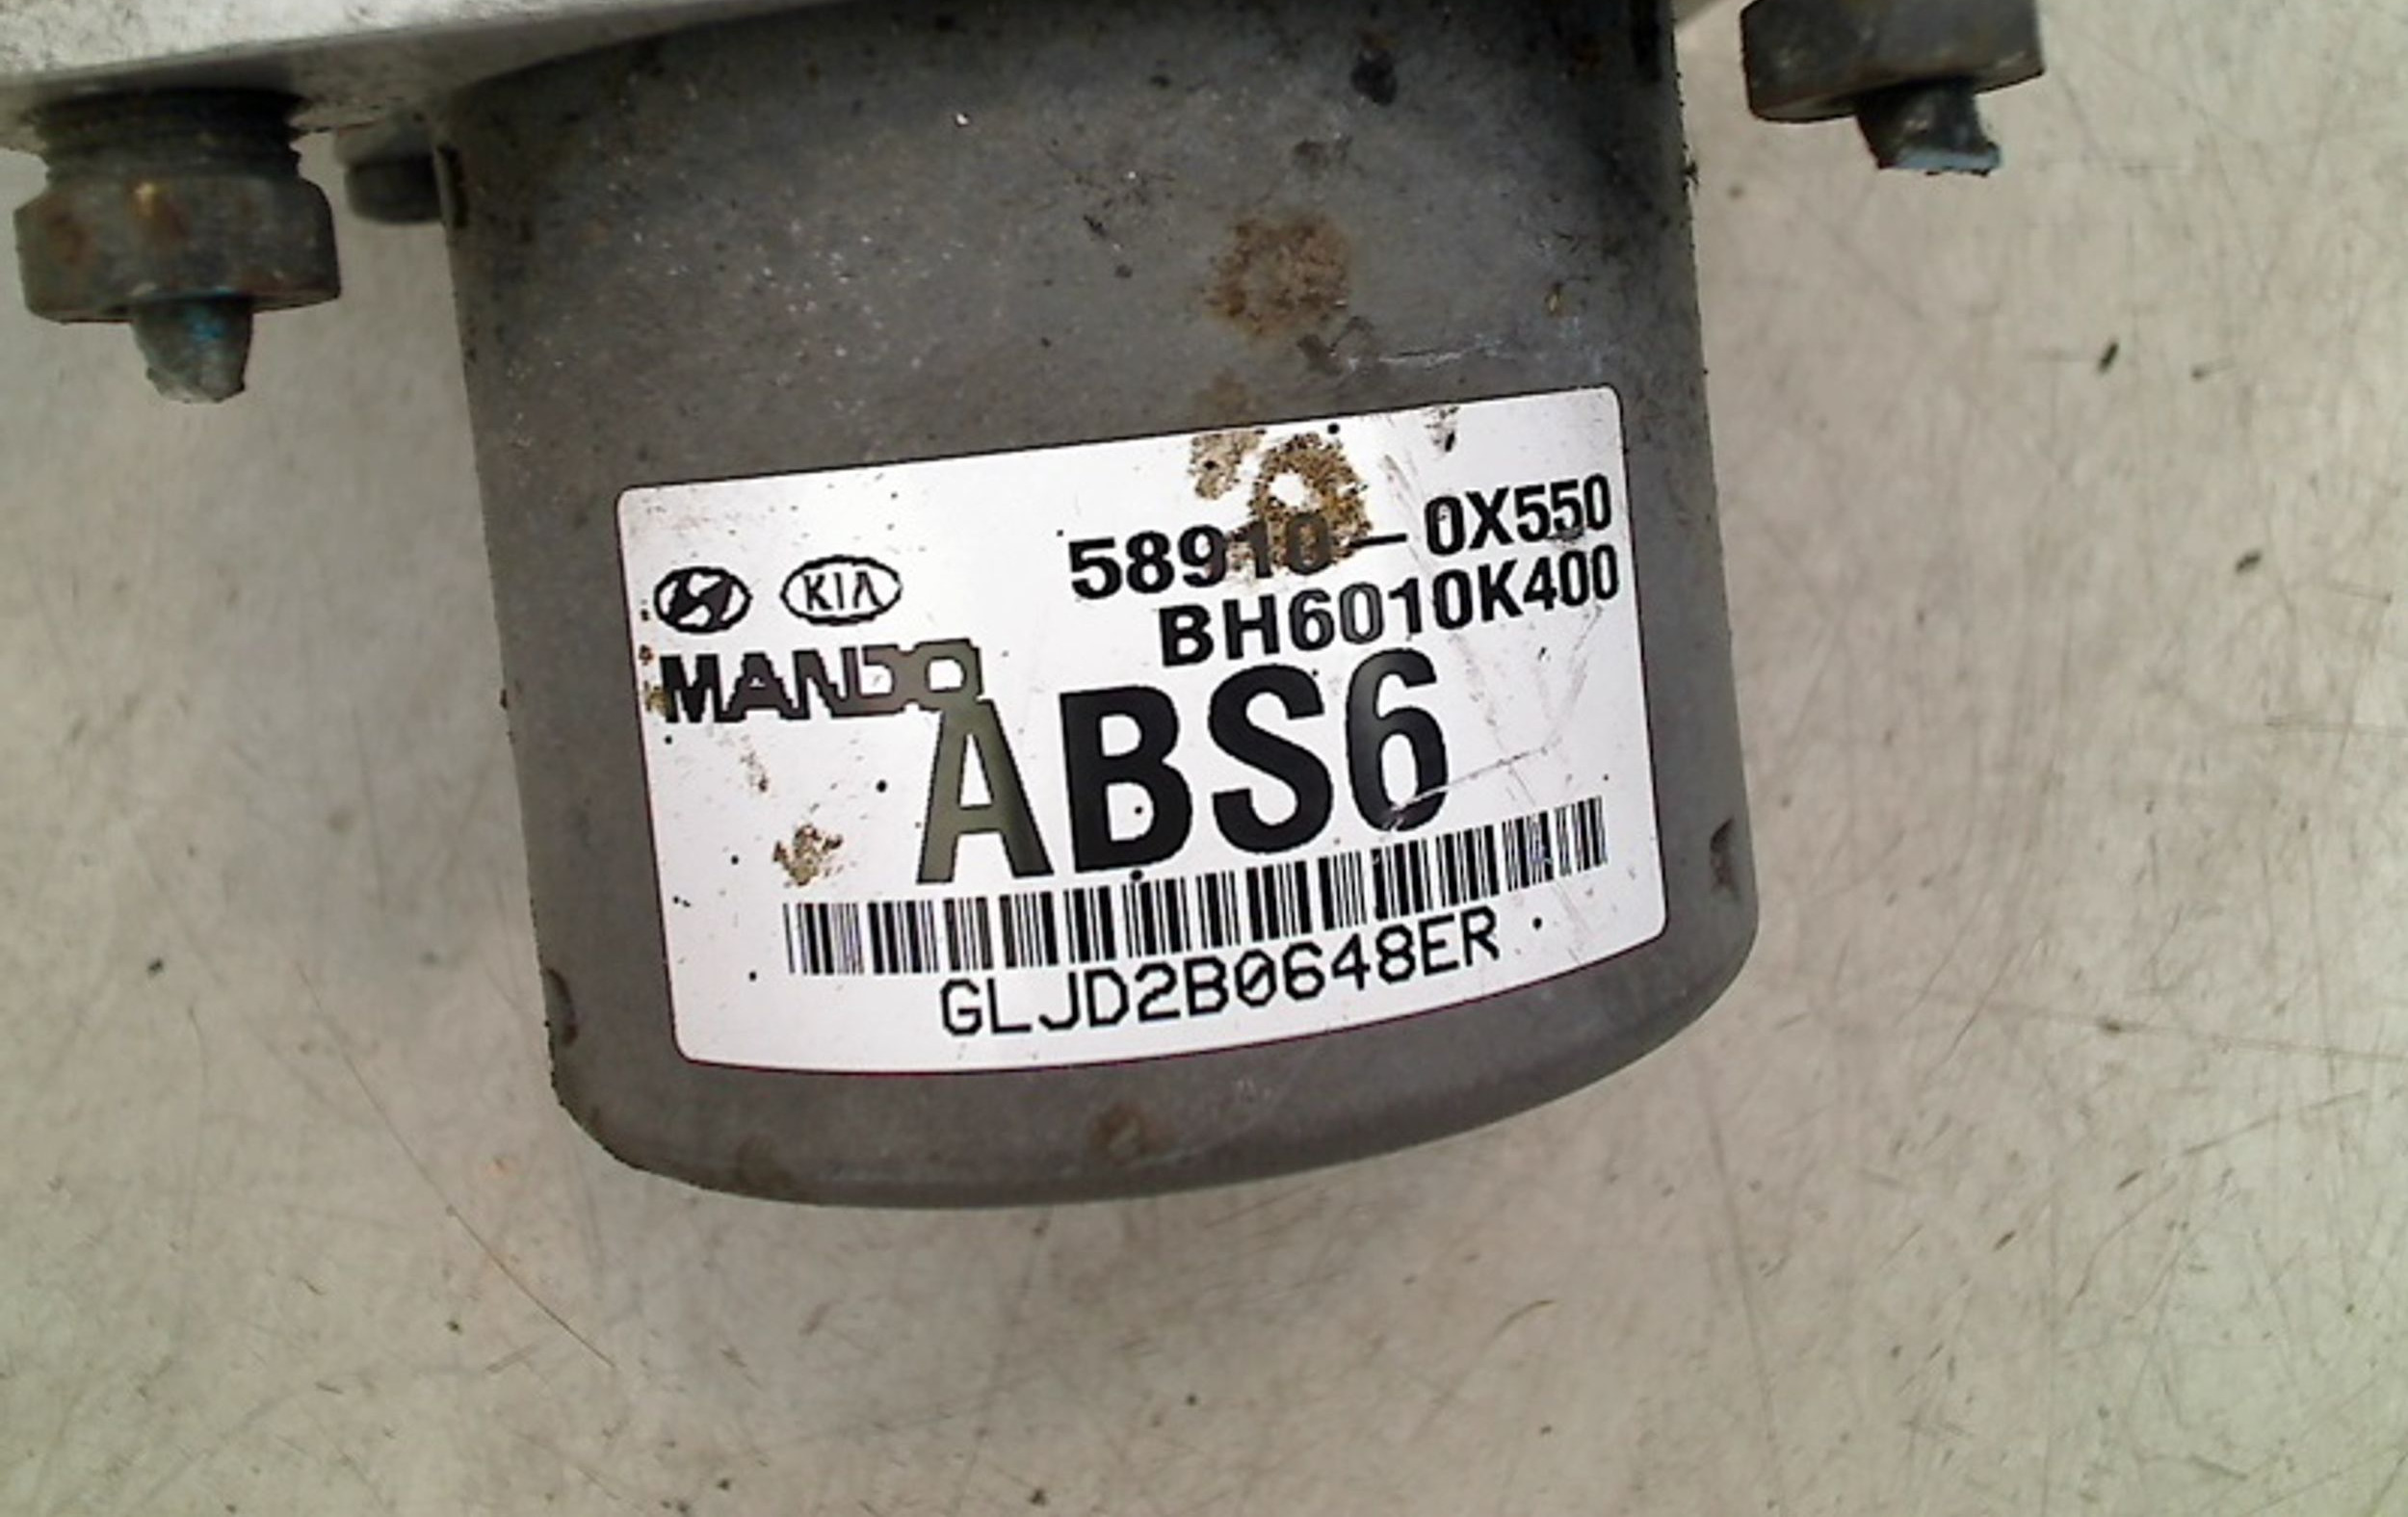 58910-0X550
KIA
BH6010K400
MANDO
ABS6
GLJD2B0648ER